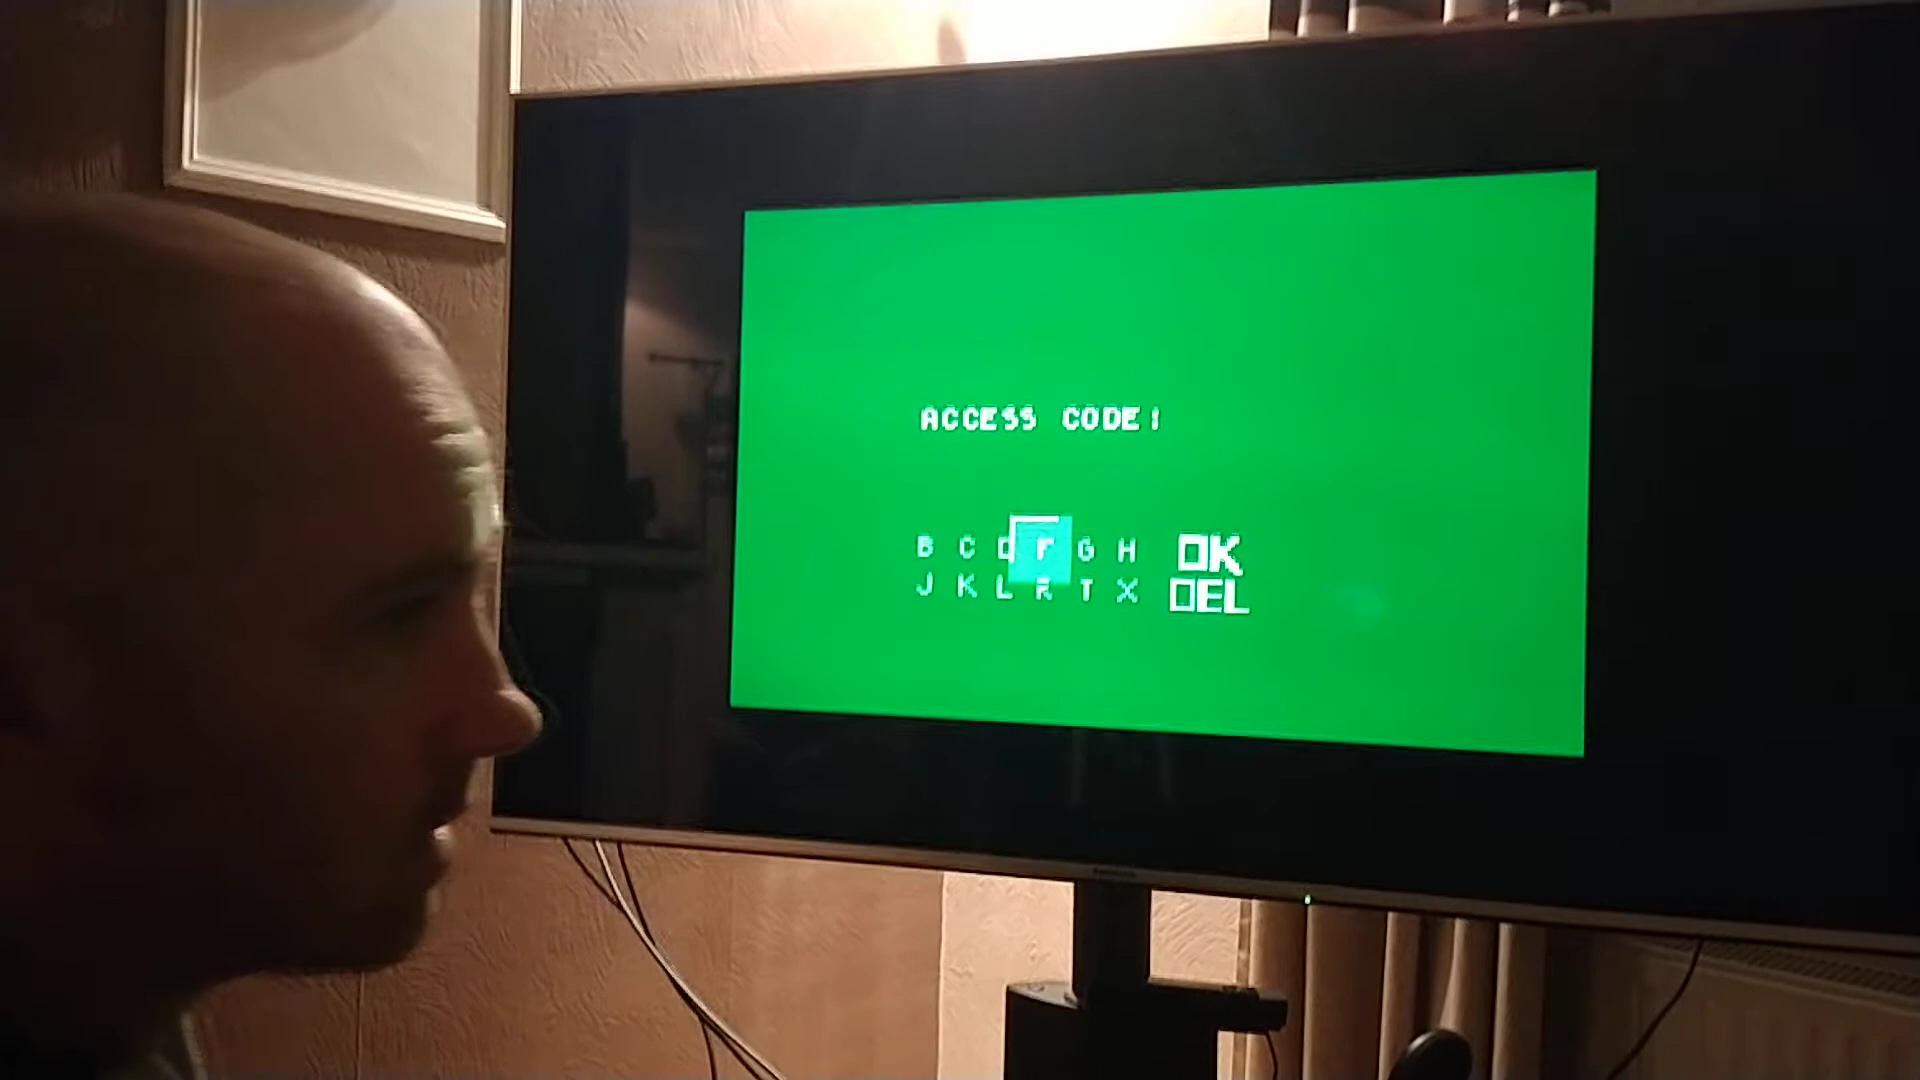 ACCESS CODE:
B C D F G H OK
J K L R T X DEL